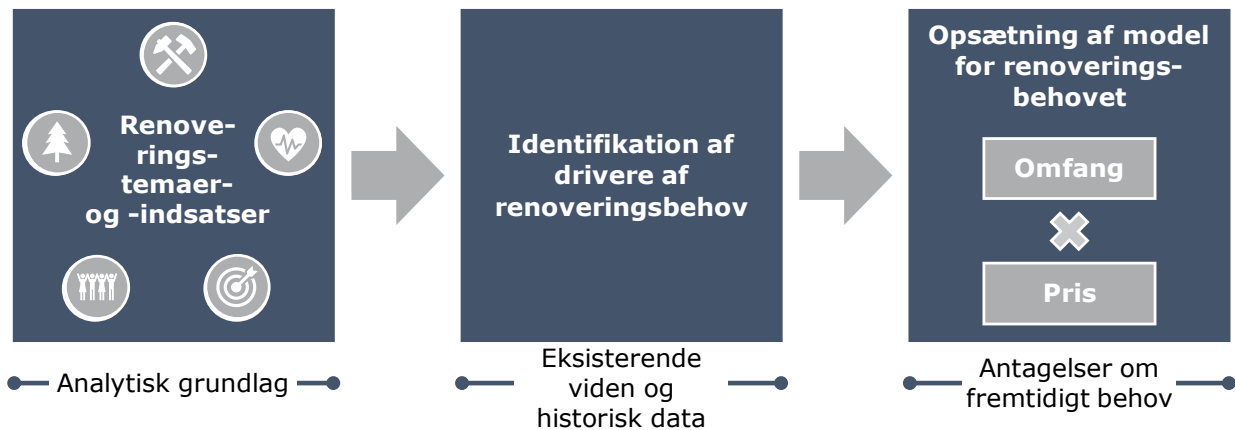 Renove-
rings-
temaer-
og -indsatser
Analytisk grundlag
Identifikation af
drivere af
renoveringsbehov
Eksisterende
viden og
historisk data
Opsætning af model
for renoverings-
behovet
Omfang
Pris
Antagelser om
fremtidigt behov